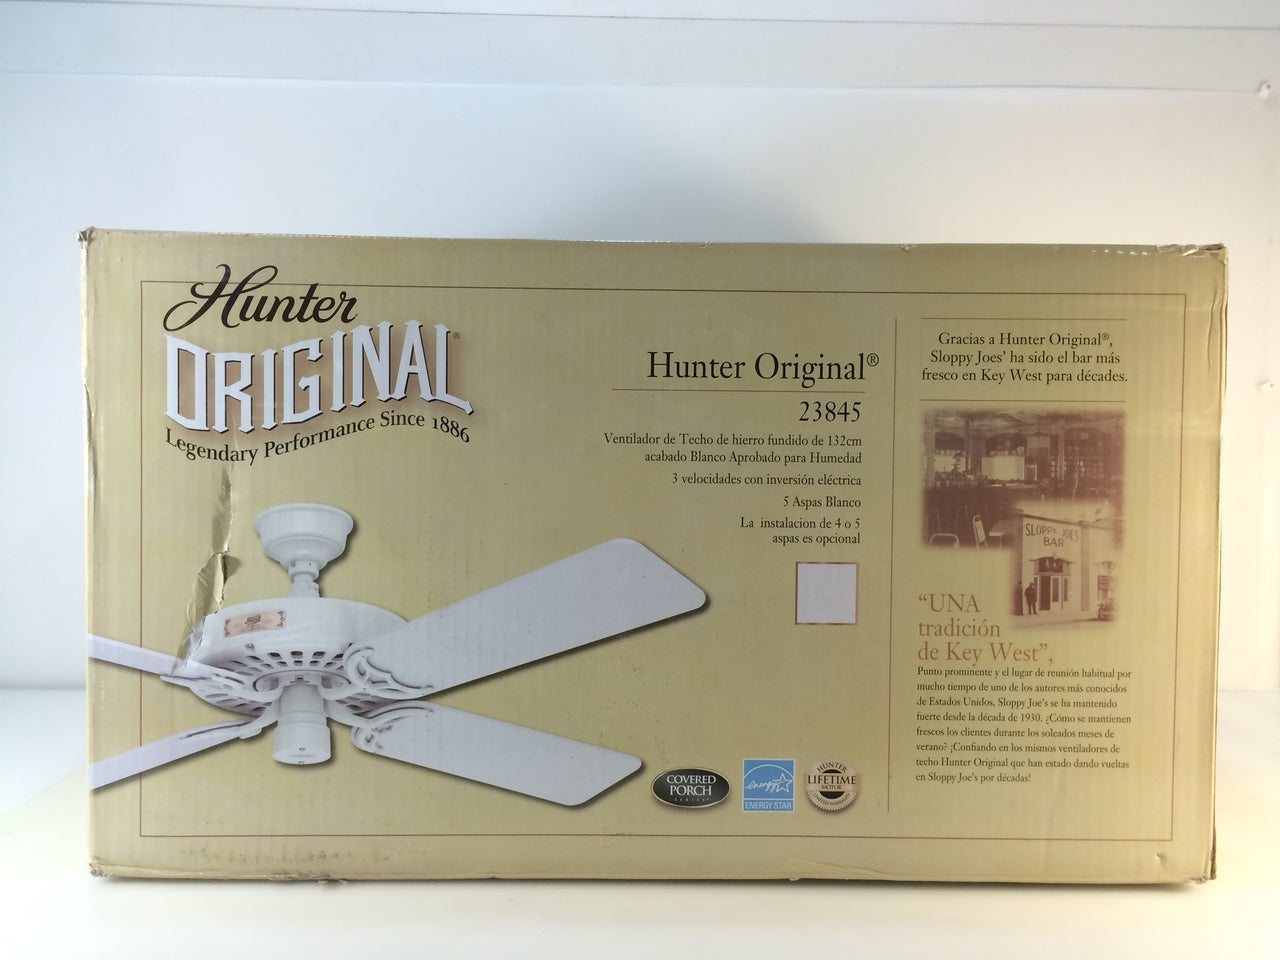 Hunter
ORIGINAL®
Legendary Performance Since 1886
Hunter Original®
23845
Ventilador de Techo de hierro fundido de 132cm
acabado Blanco Aprobado para Humedad
3 velocidades con inversión eléctrica
5 Aspas Blanco
La instalacion de 4 o 5
aspas es opcional
COVERED
PORCH
SERIES
energy
ENERGY STAR
HUNTER
LIFETIME
MOTOR
LIMITED WARRANTY
Gracias a Hunter Original®,
Sloppy Joes' ha sido el bar más
fresco en Key West para décades.
SLOPPY JOE'S
BAR
“UNA
tradición
de Key West”,
Punto prominente y el lugar de reunión habitual por
mucho tiempo de uno de los autores más conocidos
de Estados Unidos, Sloppy Joe's se ha mantenido
fuerte desde la década de 1930. ¿Cómo se mantienen
frescos los clientes durante los soleados meses de
verano? ¡Confiando en los mismos ventiladores de
techo Hunter Original que han estado dando vueltas
en Sloppy Joe's por décadas!